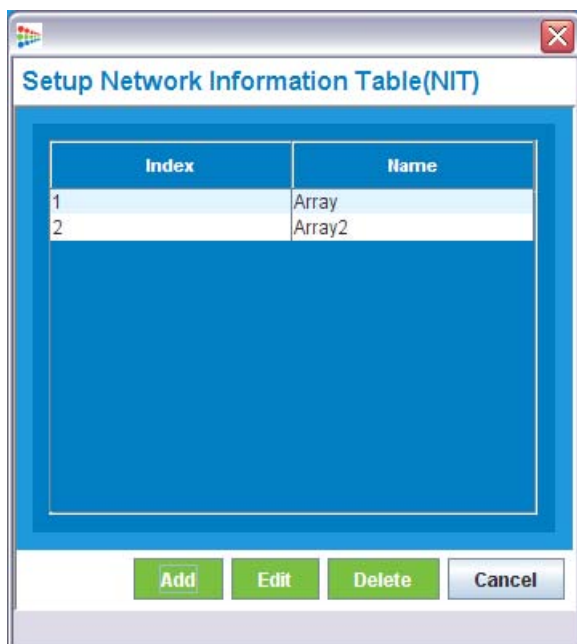 Setup Network Information Table(NIT)
Index Name
1 Array
2 Array2
Add Edit Delete Cancel